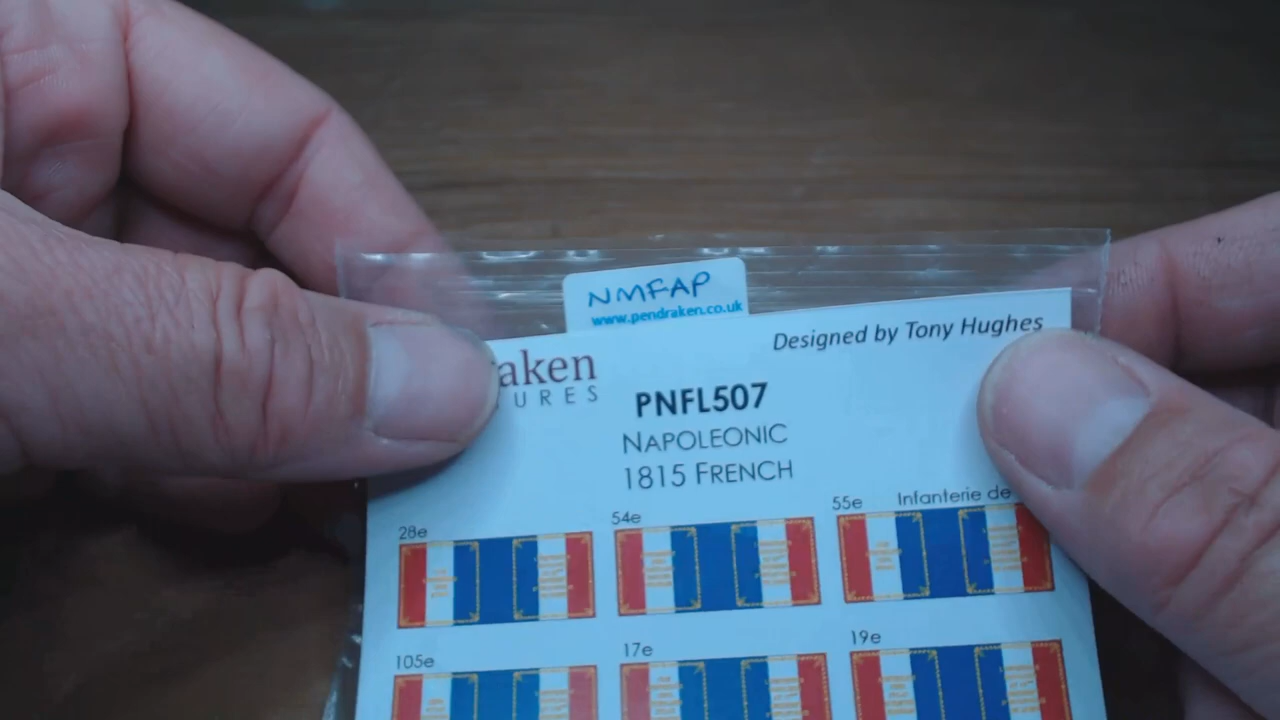 NMFAP
www.pendraken.co.uk
Designed by Tony Hughes
aken
URES
PNFL507
NAPOLEONIC
1815 FRENCH
28e
54e
55e Infanterie de
105e
17e
19e